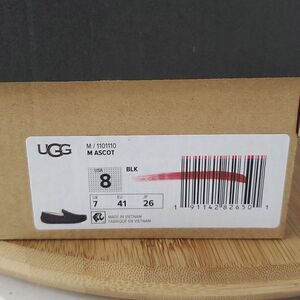 UGG
M / 1101110
M ASCOT
USA
8
BLK
UK EU JP
7 41 26
MADE IN VIETNAM
FABRIQUÉ EN VIETNAM
1 91142 82650 1